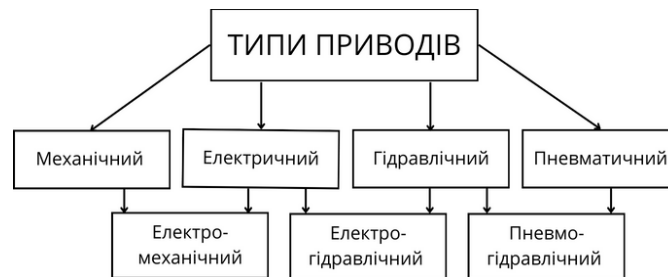 ТИПИ ПРИВОДІВ
Механічний
Електричний
Гідравлічний
Пневматичний
Електро-
механічний
Електро-
гідравлічний
Пневмо-
гідравлічний